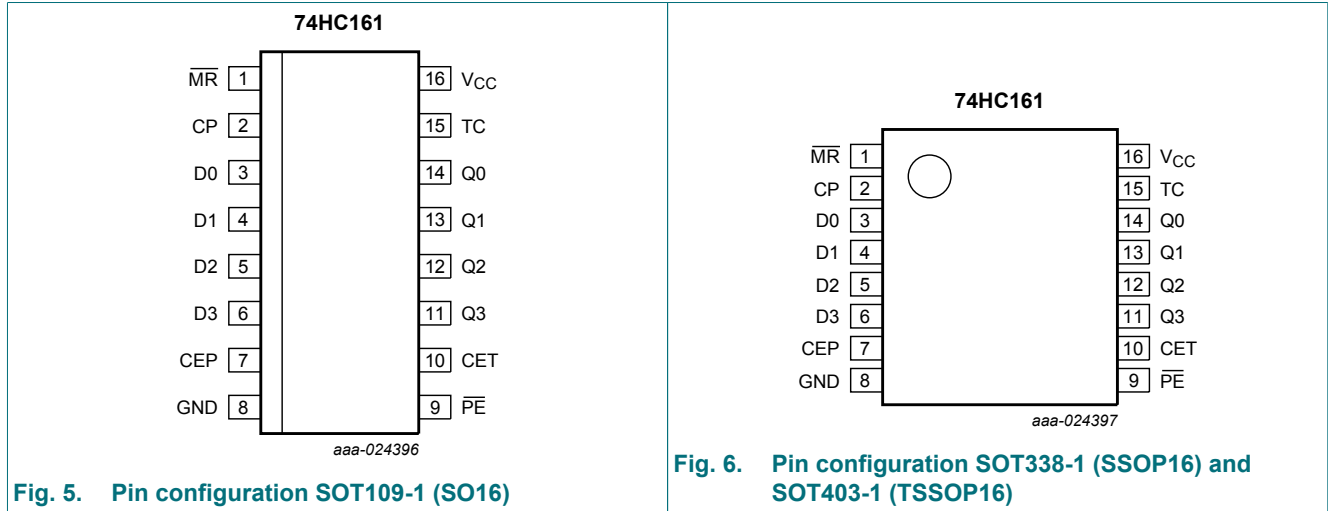 74HC161
M̅R̅ 1
16 VCC
CP 2
15 TC
D0 3
14 Q0
D1 4
13 Q1
D2 5
12 Q2
D3 6
11 Q3
CEP 7
10 CET
GND 8
9 P̅E̅
aaa-024396
Fig. 5. Pin configuration SOT109-1 (SO16)
74HC161
M̅R̅ 1
16 VCC
CP 2
15 TC
D0 3
14 Q0
D1 4
13 Q1
D2 5
12 Q2
D3 6
11 Q3
CEP 7
10 CET
GND 8
9 P̅E̅
aaa-024397
Fig. 6. Pin configuration SOT338-1 (SSOP16) and
SOT403-1 (TSSOP16)